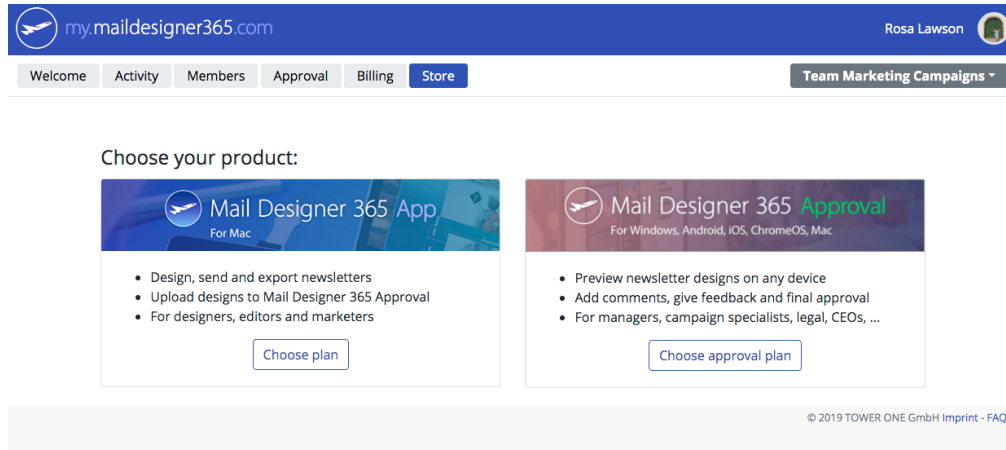 my.maildesigner365.com
Rosa Lawson
Welcome Activity Members Approval Billing Store
Team Marketing Campaigns
Choose your product:
Mail Designer 365 App
For Mac
• Design, send and export newsletters
• Upload designs to Mail Designer 365 Approval
• For designers, editors and marketers
Choose plan
Mail Designer 365 Approval
For Windows, Android, iOS, ChromeOS, Mac
• Preview newsletter designs on any device
• Add comments, give feedback and final approval
• For managers, campaign specialists, legal, CEOs, ...
Choose approval plan
© 2019 TOWER ONE GmbH Imprint - FAQ